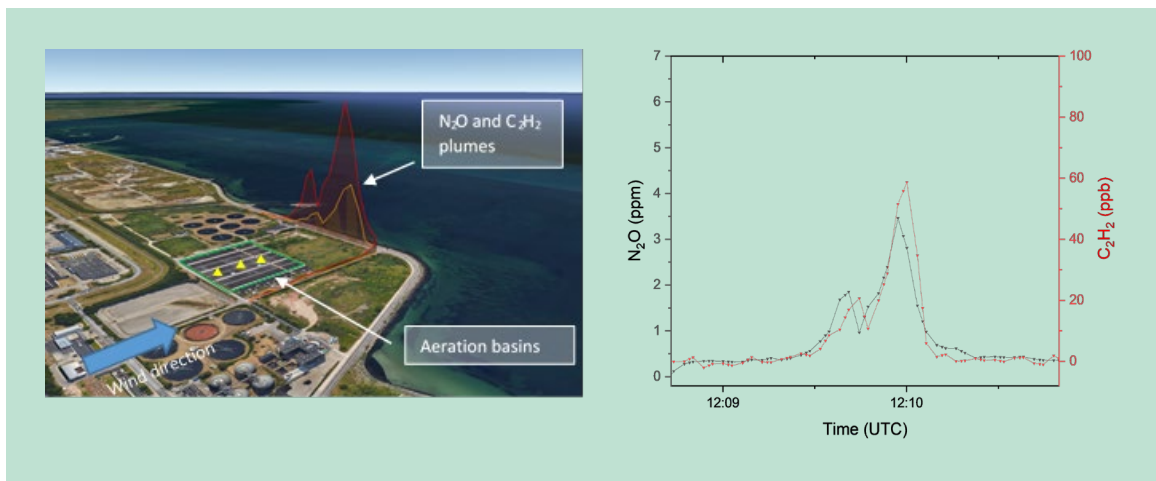 N₂O and C₂H₂
plumes
Aeration basins
Wind direction
N₂O (ppm)
7
6
5
4
3
2
1
0
C₂H₂ (ppb)
100
80
60
40
20
0
12:09
12:10
Time (UTC)